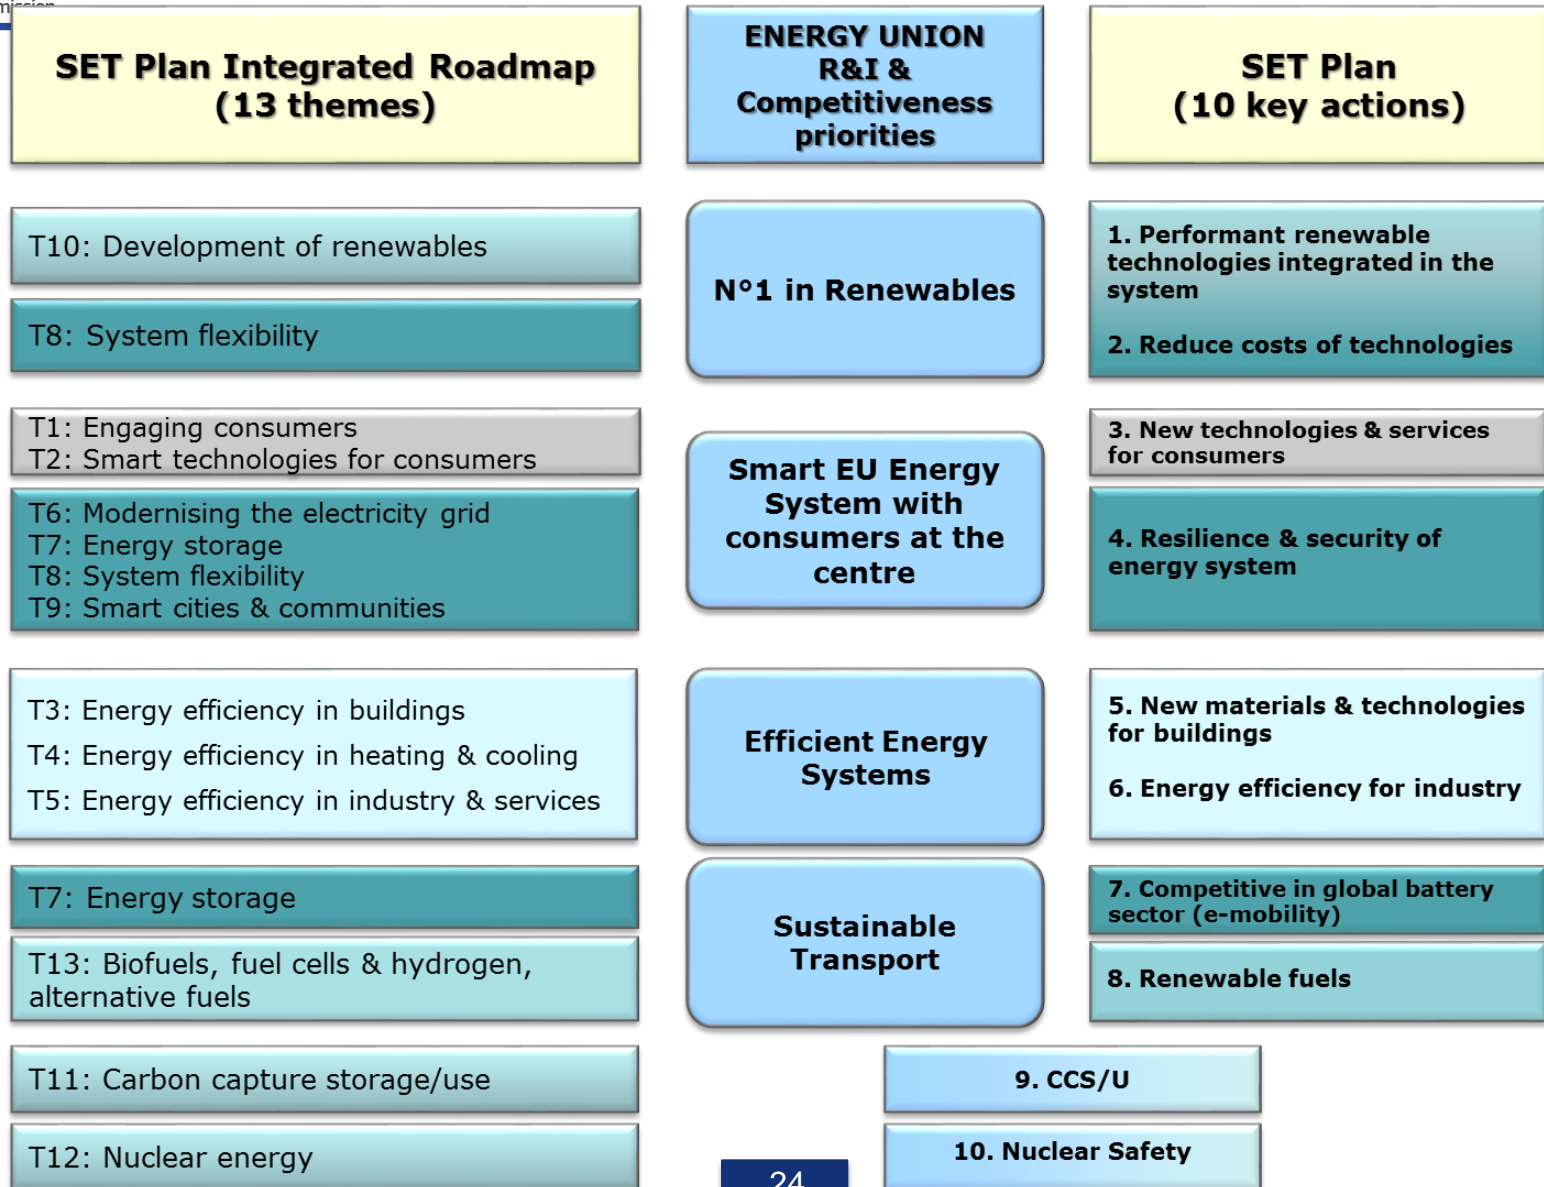 SET Plan Integrated Roadmap
(13 themes)
ENERGY UNION
R&I &
Competitiveness
priorities
SET Plan
(10 key actions)
T10: Development of renewables
T8: System flexibility
N°1 in Renewables
1. Performant renewable
technologies integrated in the
system
2. Reduce costs of technologies
T1: Engaging consumers
T2: Smart technologies for consumers
T6: Modernising the electricity grid
T7: Energy storage
T8: System flexibility
T9: Smart cities & communities
Smart EU Energy
System with
consumers at the
centre
3. New technologies & services
for consumers
4. Resilience & security of
energy system
T3: Energy efficiency in buildings
T4: Energy efficiency in heating & cooling
T5: Energy efficiency in industry & services
Efficient Energy
Systems
5. New materials & technologies
for buildings
6. Energy efficiency for industry
T7: Energy storage
T13: Biofuels, fuel cells & hydrogen,
alternative fuels
Sustainable
Transport
7. Competitive in global battery
sector (e-mobility)
8. Renewable fuels
T11: Carbon capture storage/use
9. CCS/U
T12: Nuclear energy
10. Nuclear Safety
24